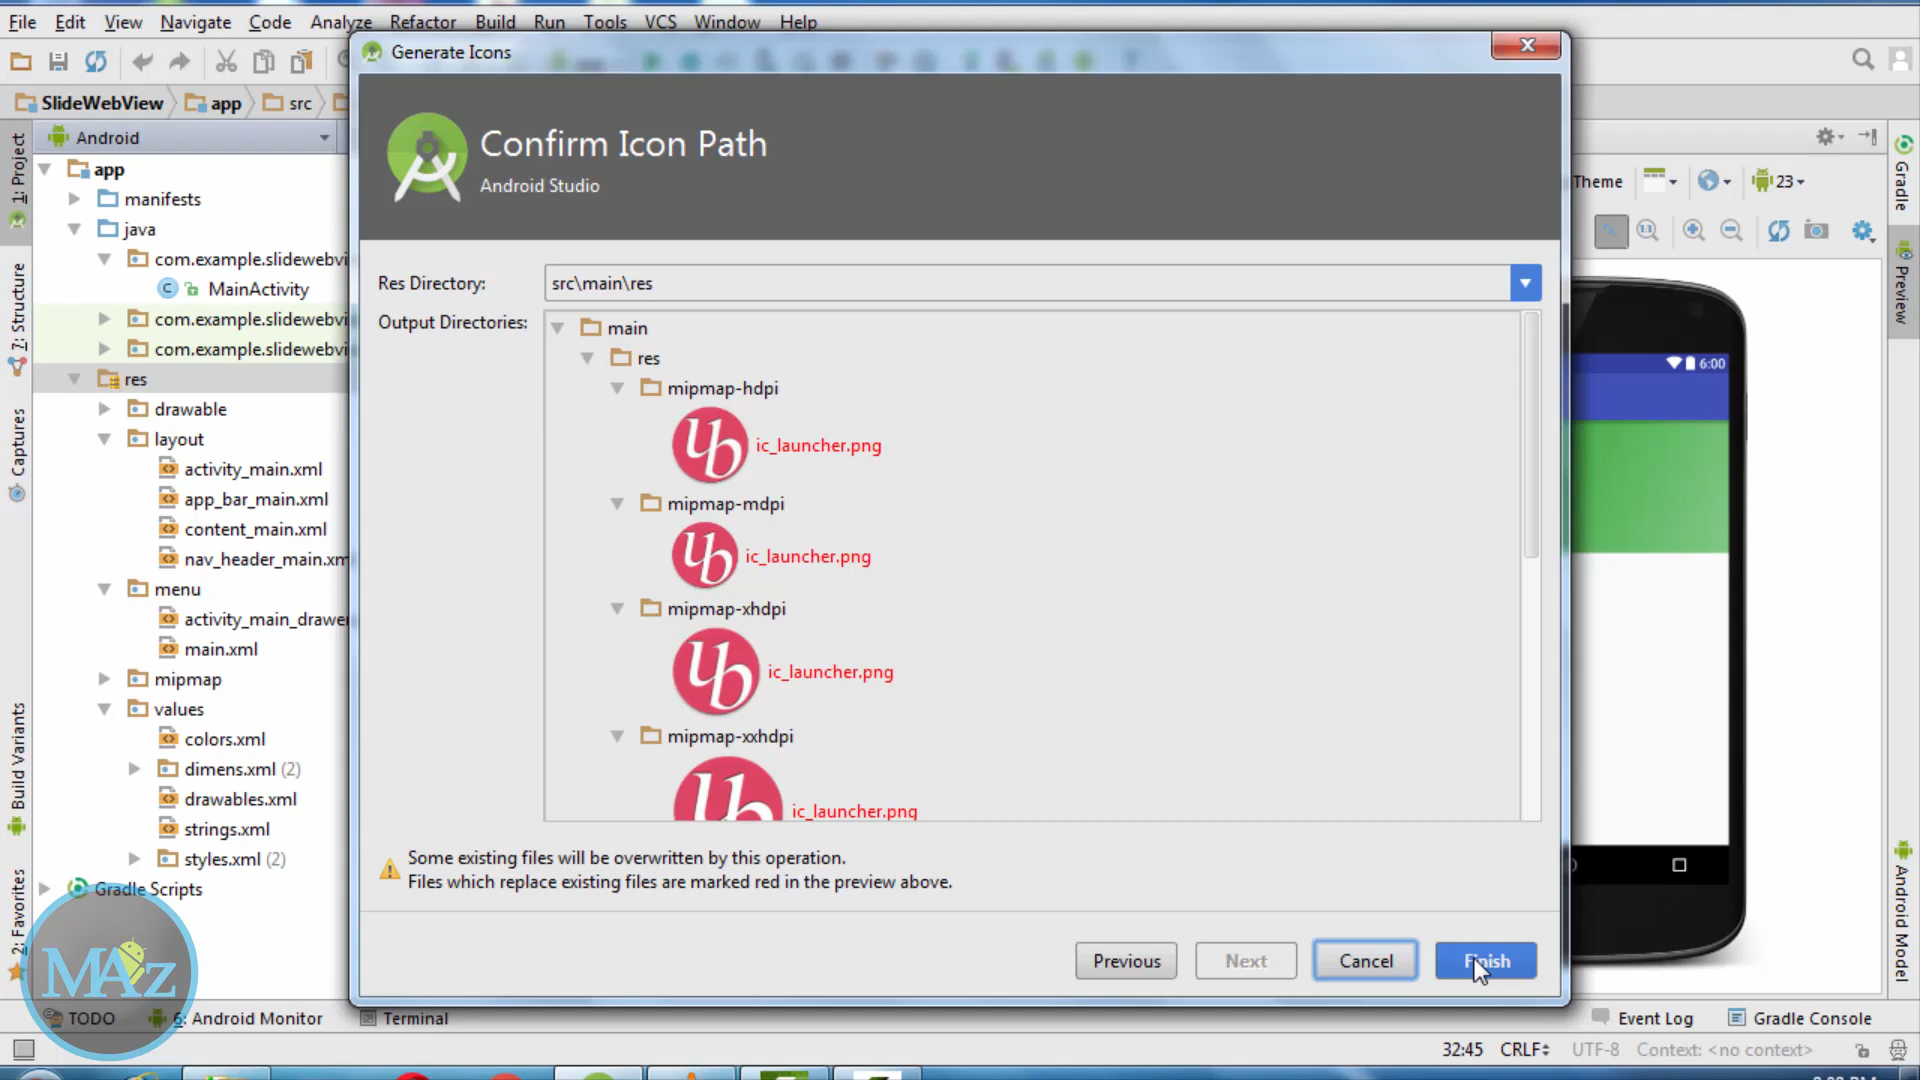 File Edit View Navigate Code Analyze Refactor Build Run Tools VCS Window Help
Generate Icons
SlideWebView app src
Confirm Icon Path
Android Studio
1: Project
7: Structure
Captures
Build Variants
2: Favorites
Android
app
manifests
java
com.example.slidewebvi
MainActivity
com.example.slidewebvi
com.example.slidewebvi
res
drawable
layout
activity_main.xml
app_bar_main.xml
content_main.xml
nav_header_main.xm
menu
activity_main_drawer
main.xml
mipmap
values
colors.xml
dimens.xml (2)
drawables.xml
strings.xml
styles.xml (2)
Gradle Scripts
Res Directory: src\main\res
Output Directories:
main
res
mipmap-hdpi
ic_launcher.png
mipmap-mdpi
ic_launcher.png
mipmap-xhdpi
ic_launcher.png
mipmap-xxhdpi
ic_launcher.png
Some existing files will be overwritten by this operation.
Files which replace existing files are marked red in the preview above.
Previous Next Cancel Finish
Theme 23
1:1
6:00
Gradle
Preview
Android Model
MAz
TODO 6: Android Monitor Terminal Event Log Gradle Console
32:45 CRLF UTF-8 Context: <no context>